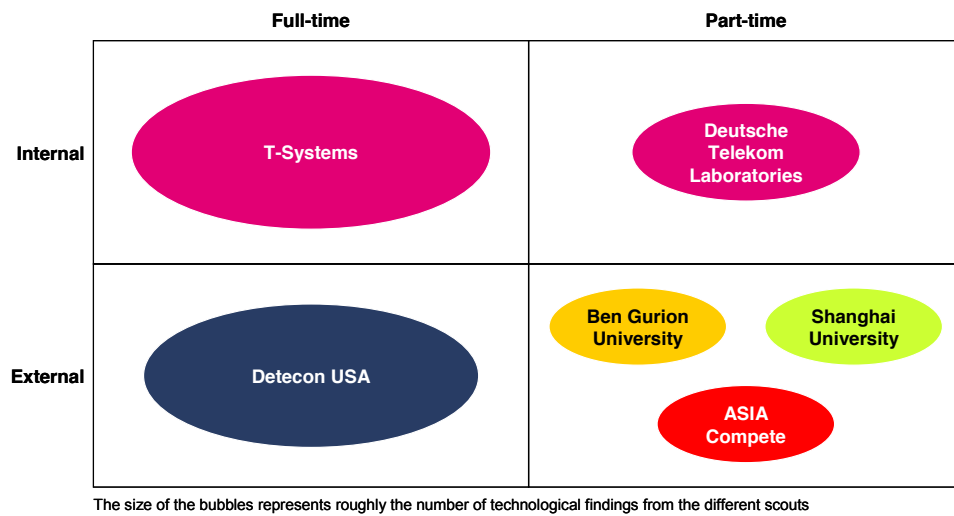 Full-time
Part-time
Internal
T-Systems
Deutsche
Telekom
Laboratories
External
Detecon USA
Ben Gurion
University
Shanghai
University
ASIA
Compete
The size of the bubbles represents roughly the number of technological findings from the different scouts